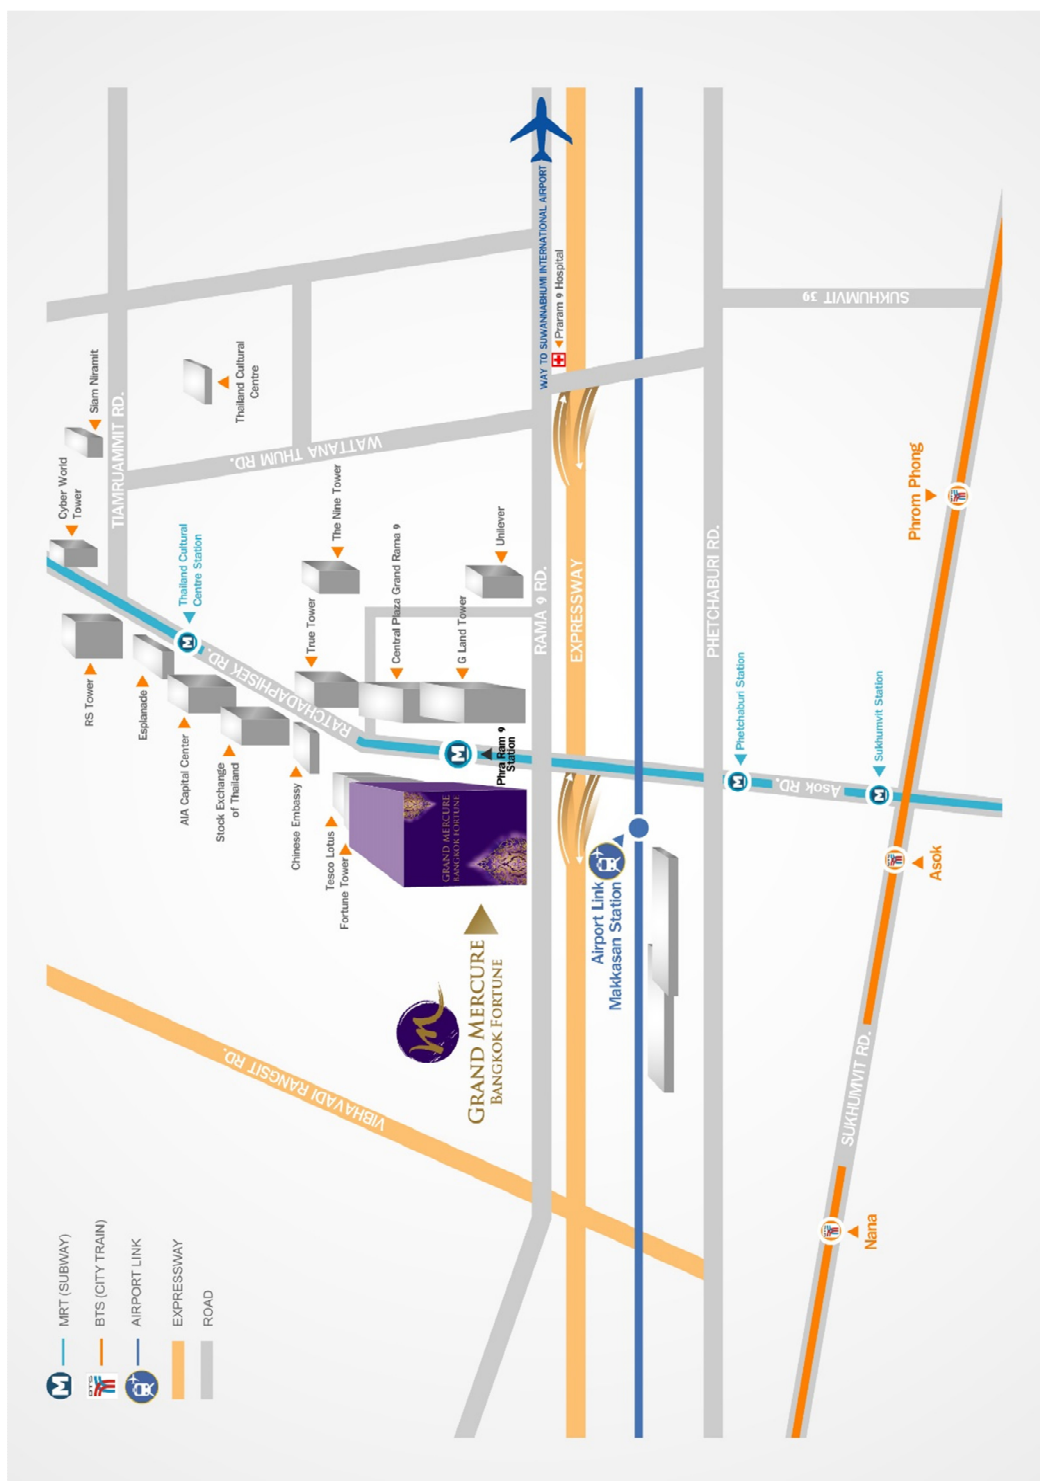 MRT (SUBWAY)
BTS (CITY TRAIN)
AIRPORT LINK
EXPRESSWAY
ROAD
VIBHAVADI RANGSIT RD.
GRAND MERCURE
BANGKOK FORTUNE
GRAND MERCURE
BANGKOK FORTUNE
RS Tower
Esplanade
AIA Capital Center
Stock Exchange
of Thailand
Chinese Embassy
Tesco Lotus
Fortune Tower
Cyber World
Tower
Siam Niramit
TIAMRUAMMIT RD.
Thailand Cultural
Centre Station
Thailand Cultural
Centre
RATCHADAPHISEK RD.
WATTANA THUM RD.
True Tower
The Nine Tower
Central Plaza Grand Rama 9
G Land Tower
Unilever
Phra Ram 9
Station
RAMA 9 RD.
WAY TO SUWANNABHUMI INTERNATIONAL AIRPORT
Praram 9 Hospital
EXPRESSWAY
Airport Link
Makkasan Station
PHETCHABURI RD.
Phetchaburi Station
SUKHUMVIT 39
Asok RD.
Sukhumvit Station
SUKHUMVIT RD.
Nana
Asok
Phrom Phong